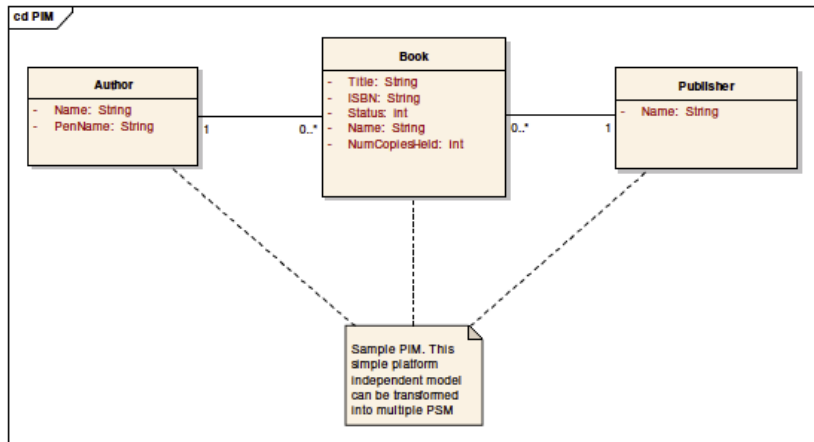 cd PIM
Author
- Name: String
- PenName: String
1
0..*
Book
- Title: String
- ISBN: String
- Status: int
- Name: String
- NumCopiesHeld: int
0..*
1
Publisher
- Name: String
Sample PIM. This
simple platform
independent model
can be transformed
into multiple PSM